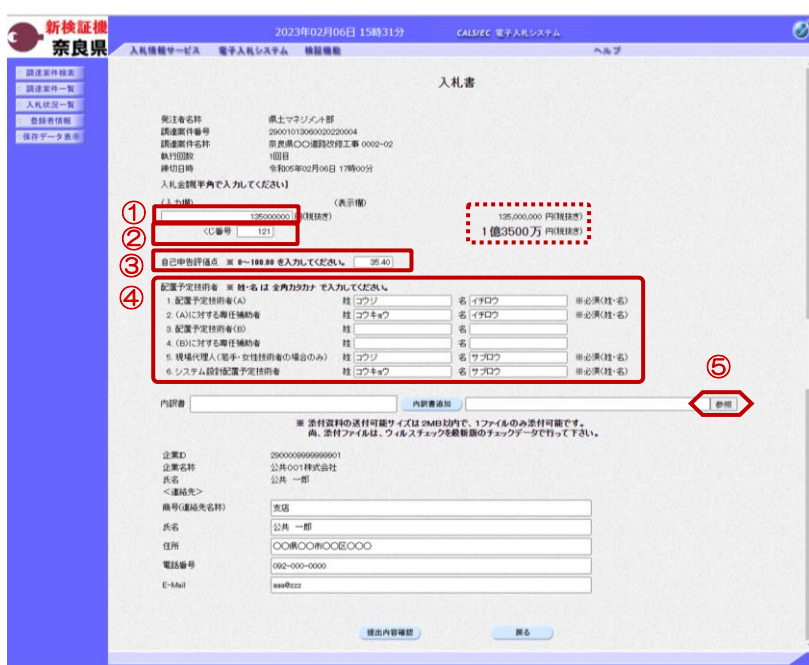 新検証機
奈良県
2023年02月06日 15時31分
CALS/EC 電子入札システム
入札情報サービス 電子入札システム 検証機能 ヘルプ
調達案件検索
調達案件一覧
入札状況一覧
登録者情報
保存データ表示
入札書
発注者名称 県土マネジメント部
調達案件番号 29001013060020220004
調達案件名称 奈良県〇〇道路改修工事 0002-02
執行回数 1回目
締切日時 令和05年02月06日 17時00分
入札金額[半角で入力してください]
(入力欄) (表示欄)
① 135000000 円(税抜き) 135,000,000 円(税抜き)
② くじ番号 121 1億3500万 円(税抜き)
③ 自己申告評価点 ※ 0~100.00 を入力してください。 35.40
④ 配置予定技術者 ※ 姓・名 は 全角カタカナ で入力してください。
1. 配置予定技術者(A) 姓 コウジ 名 イチロウ ※必須(姓・名)
2. (A)に対する専任補助者 姓 コウキョウ 名 イチロウ ※必須(姓・名)
3. 配置予定技術者(B) 姓 名
4. (B)に対する専任補助者 姓 名
5. 現場代理人(若手・女性技術者の場合のみ) 姓 コウジ 名 サブロウ ※必須(姓・名)
6. システム設計配置予定技術者 姓 コウキョウ 名 サブロウ ※必須(姓・名)
⑤
内訳書 内訳書追加 参照
※ 添付資料の送付可能サイズは2MB以内で、1ファイルのみ添付可能です。
尚、添付ファイルは、ウィルスチェックを最新版のチェックデータで行って下さい。
企業ID 2900009999999901
企業名称 公共001株式会社
氏名 公共 一郎
<連絡先>
商号(連絡先名称) 支店
氏名 公共 一郎
住所 〇〇県〇〇市〇〇区〇〇〇
電話番号 092-000-0000
E-Mail aaa@zzz
提出内容確認 戻る